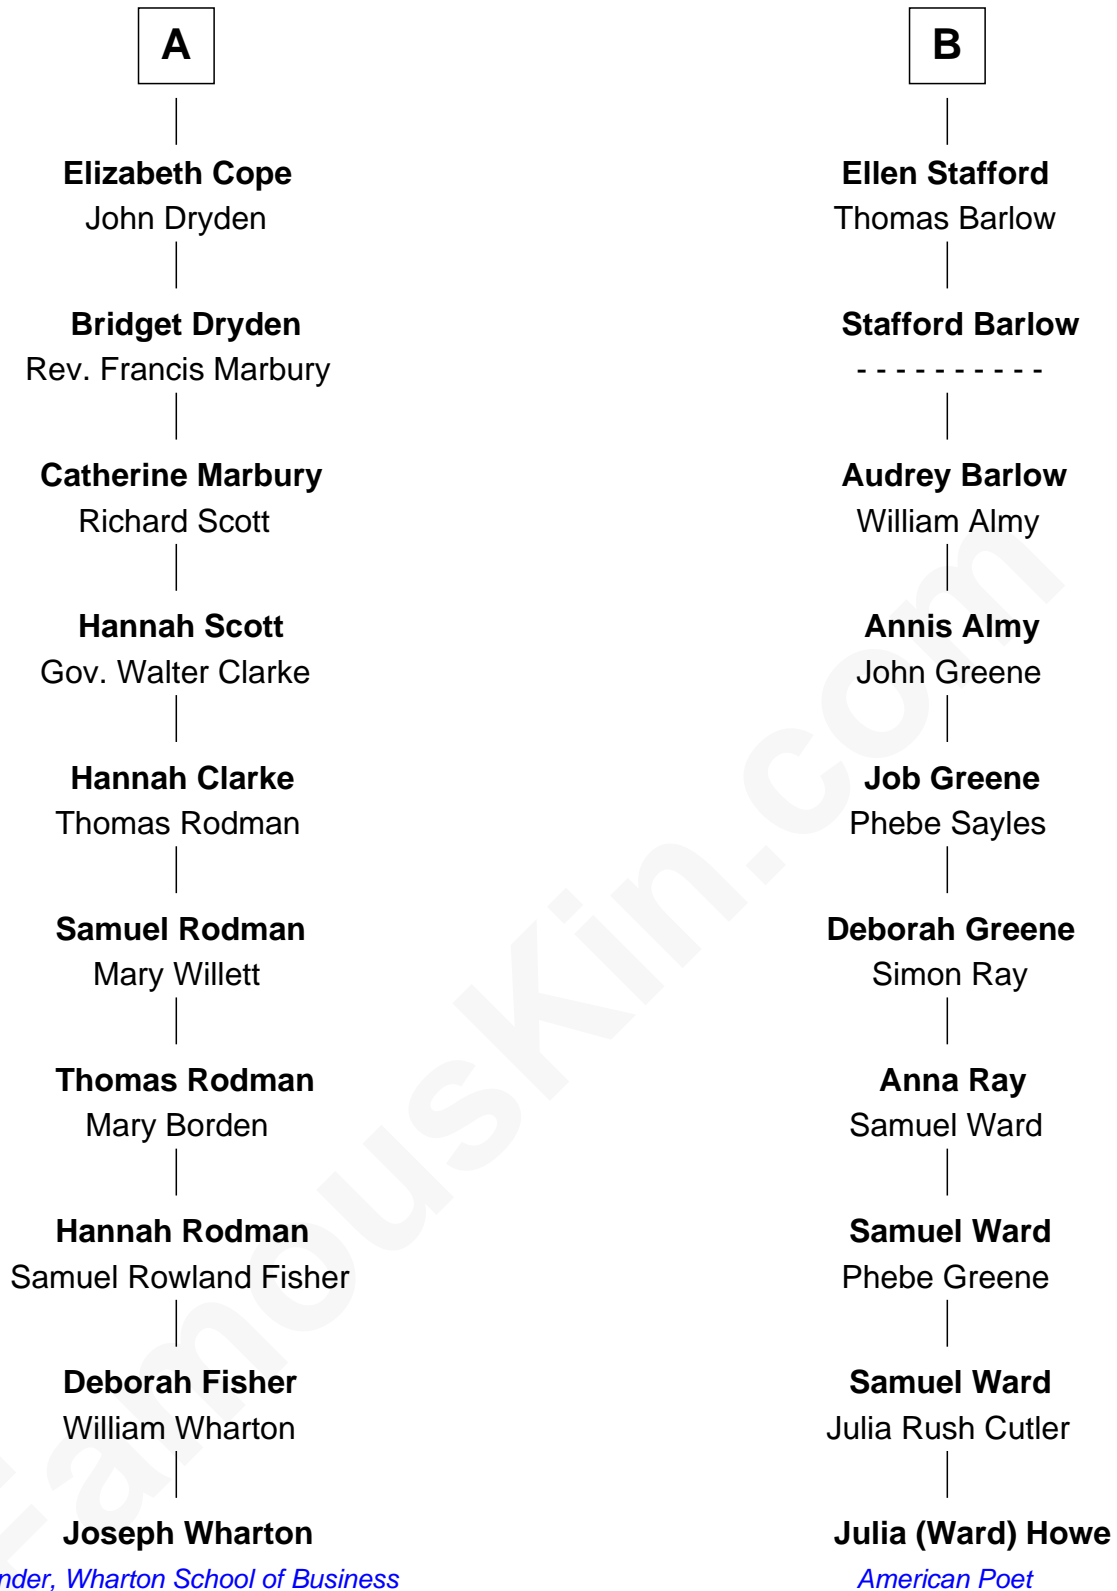 A
Elizabeth Cope
John Dryden
Bridget Dryden
Rev. Francis Marbury
Catherine Marbury
Richard Scott
Hannah Scott
Gov. Walter Clarke
Hannah Clarke
Thomas Rodman
Samuel Rodman
Mary Willett
Thomas Rodman
Mary Borden
Hannah Rodman
Samuel Rowland Fisher
Deborah Fisher
William Wharton
Joseph Wharton
nder, Wharton School of Business
B
Ellen Stafford
Thomas Barlow
Stafford Barlow
- - - - - - - - - -
Audrey Barlow
William Almy
Annis Almy
John Greene
Job Greene
Phebe Sayles
Deborah Greene
Simon Ray
Anna Ray
Samuel Ward
Samuel Ward
Phebe Greene
Samuel Ward
Julia Rush Cutler
Julia (Ward) Howe
American Poet
FamousKin.com